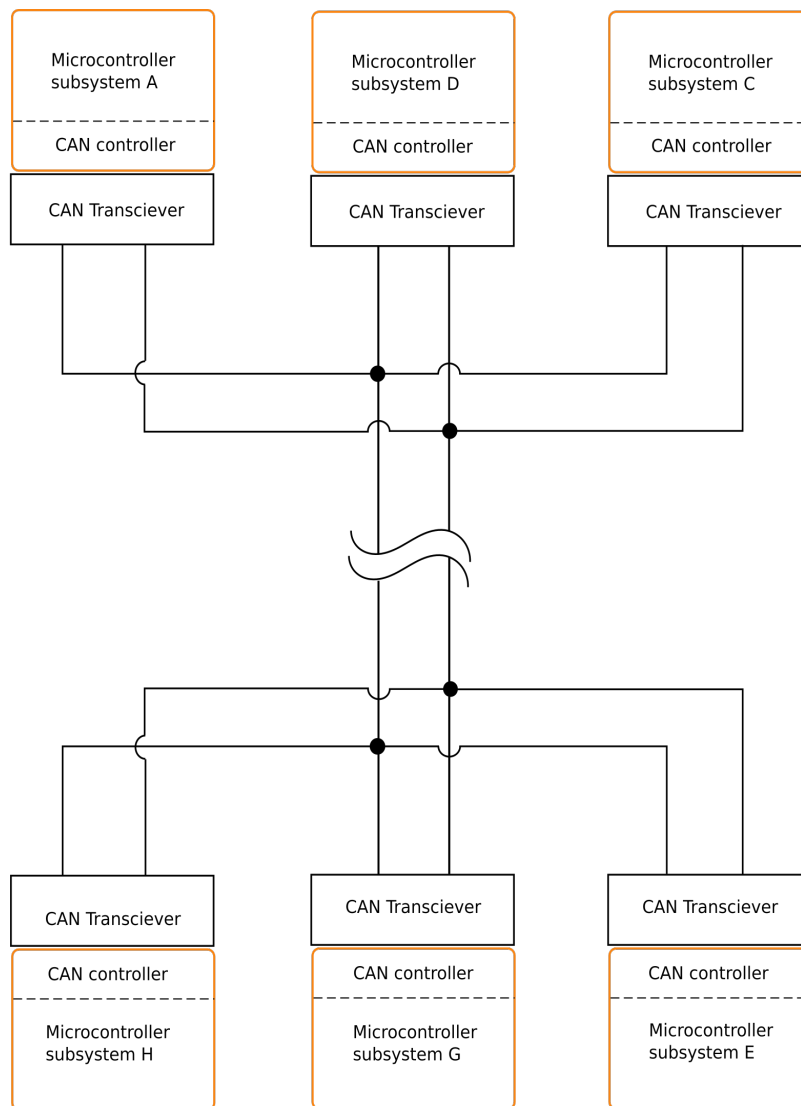 Microcontroller
subsystem A
CAN controller
CAN Transciever
Microcontroller
subsystem D
CAN controller
CAN Transciever
Microcontroller
subsystem C
CAN controller
CAN Transciever
CAN Transciever
CAN controller
Microcontroller
subsystem H
CAN Transciever
CAN controller
Microcontroller
subsystem G
CAN Transciever
CAN controller
Microcontroller
subsystem E